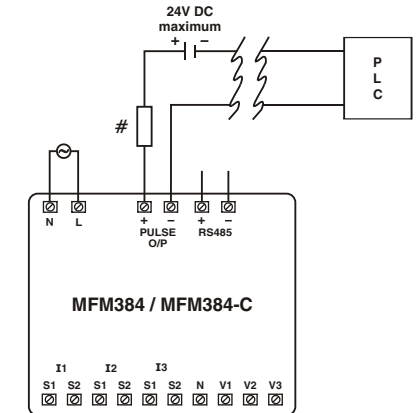 24V DC
maximum
+ −
P
L
C
#
N L + − + −
PULSE RS485
O/P
MFM384 / MFM384-C
I1 I2 I3
S1 S2 S1 S2 S1 S2 N V1 V2 V3